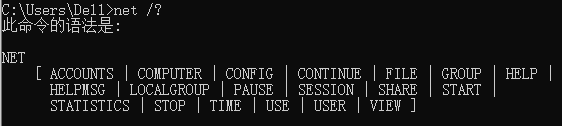 C:\Users\Dell>net /?
此命令的语法是:
NET
[ ACCOUNTS | COMPUTER | CONFIG | CONTINUE | FILE | GROUP | HELP |
HELPMSG | LOCALGROUP | PAUSE | SESSION | SHARE | START |
STATISTICS | STOP | TIME | USE | USER | VIEW ]